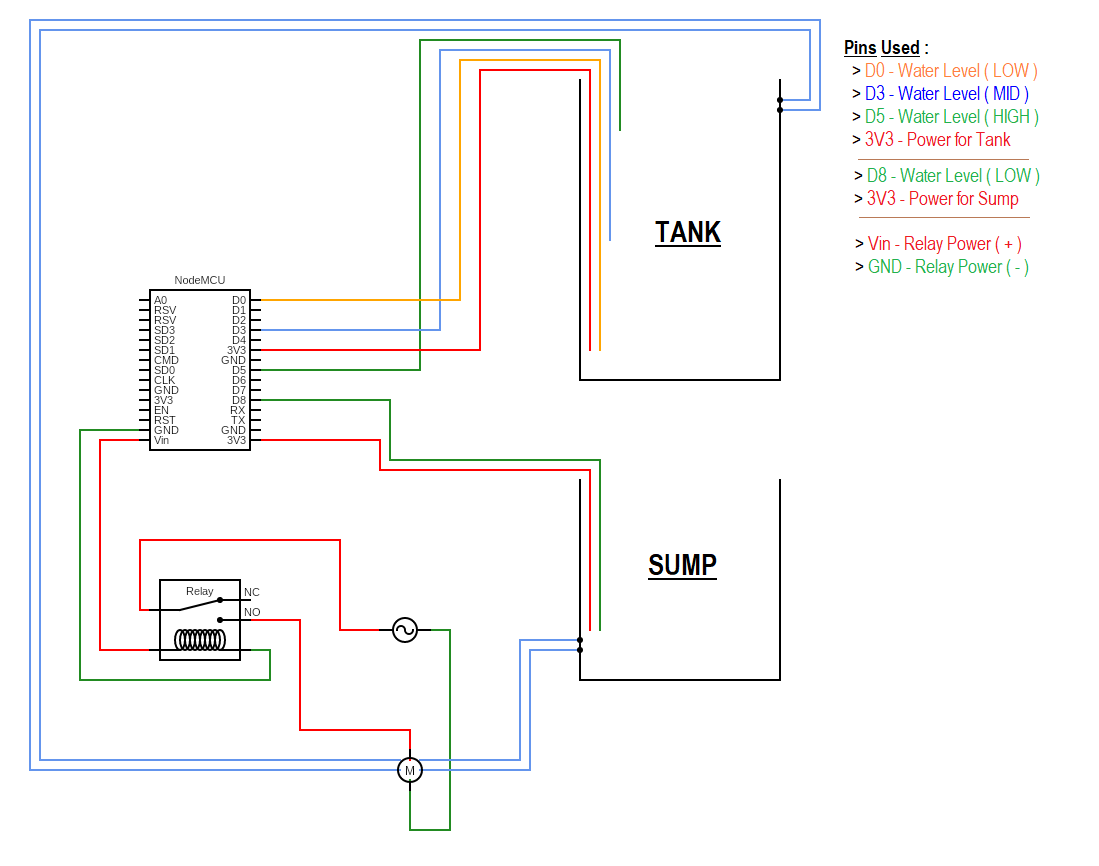 Pins Used :
> D0 - Water Level ( LOW )
> D3 - Water Level ( MID )
> D5 - Water Level ( HIGH )
> 3V3 - Power for Tank
> D8 - Water Level ( LOW )
> 3V3 - Power for Sump
> Vin - Relay Power ( + )
> GND - Relay Power ( - )
TANK
NodeMCU
A0 D0
RSV D1
RSV D2
SD3 D3
SD2 D4
SD1 3V3
CMD GND
SD0 D5
CLK D6
GND D7
3V3 D8
EN RX
RST TX
GND GND
Vin 3V3
SUMP
Relay NC
NO
M